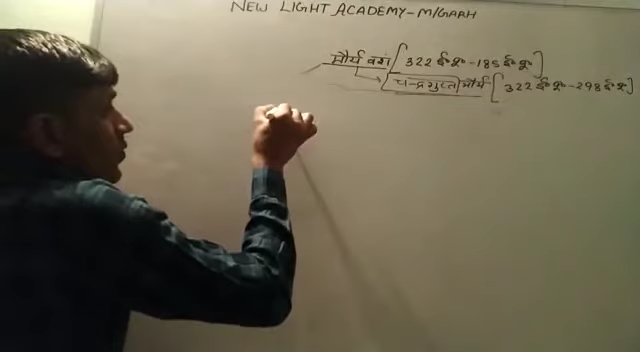 NEW LIGHT ACADEMY-M/GARH
मौर्य वंश [322 ई॰पू॰ -185 ई॰पू॰]
चन्द्रगुप्त मौर्य [322 ई॰पू॰ -298 ई॰पू॰]